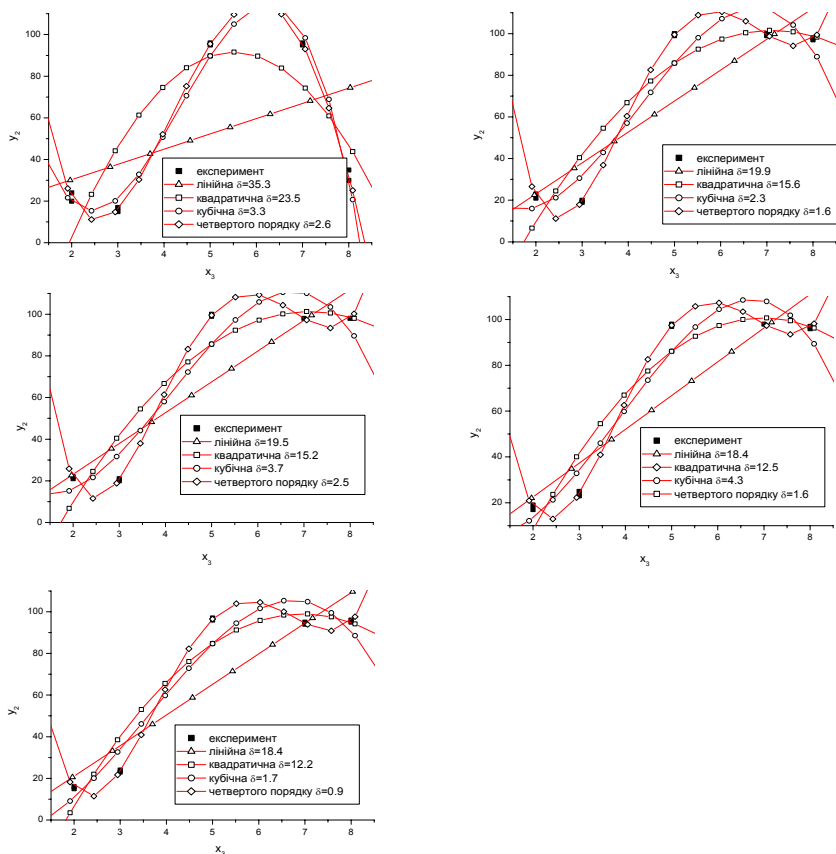 y2
100
80
60
40
20
0
експеримент
лінійна δ=35.3
квадратична δ=23.5
кубічна δ=3.3
четвертого порядку δ=2.6
2 3 4 5 6 7 8
x3
y2
100
80
60
40
20
0
експеримент
лінійна δ=19.9
квадратична δ=15.6
кубічна δ=2.3
четвертого порядку δ=1.6
2 3 4 5 6 7 8
x3
y2
100
80
60
40
20
0
експеримент
лінійна δ=19.5
квадратична δ=15.2
кубічна δ=3.7
четвертого порядку δ=2.5
2 3 4 5 6 7 8
x3
y2
100
80
60
40
20
експеримент
лінійна δ=18.4
квадратична δ=12.5
кубічна δ=4.3
четвертого порядку δ=1.6
2 3 4 5 6 7 8
x3
y2
100
80
60
40
20
0
експеримент
лінійна δ=18.4
квадратична δ=12.2
кубічна δ=1.7
четвертого порядку δ=0.9
2 3 4 5 6 7 8
x3